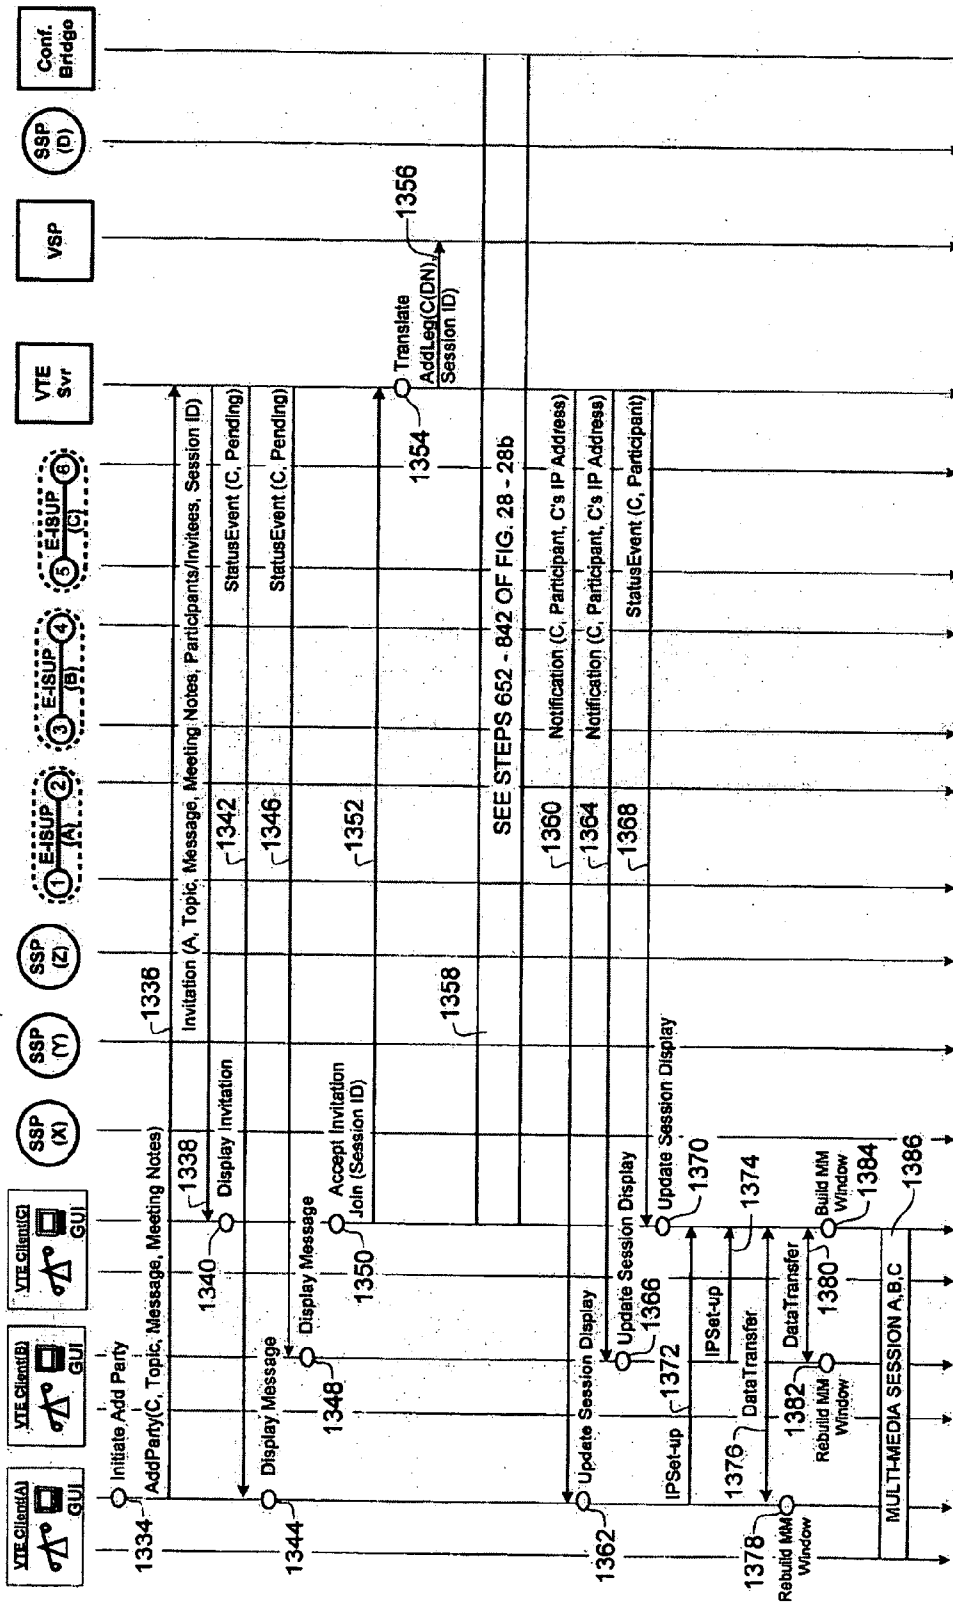 VTE Client(A)
GUI
VTE Client(B)
GUI
VTE Client(C)
GUI
SSP
(X)
SSP
(Y)
SSP
(Z)
1
E-ISUP
(A)
2
3
E-ISUP
(B)
4
5
E-ISUP
(C)
6
VTE
Svr
VSP
SSP
(D)
Conf.
Bridge
1334
Initiate Add Party
AddParty(C, Topic, Message, Meeting Notes)
1336
1338
Invitation (A, Topic, Message, Meeting Notes, Participants/Invitees, Session ID)
1340
Display Invitation
1342
StatusEvent (C, Pending)
1344
Display Message
1346
StatusEvent (C, Pending)
1348
Display Message
1350
Accept Invitation
Join (Session ID)
1352
1354
Translate
AddLeg(C(DN),
Session ID)
1356
1358
SEE STEPS 652 - 842 OF FIG. 28 - 28b
1360
Notification (C, Participant, C's IP Address)
1362
Update Session Display
1364
Notification (C, Participant, C's IP Address)
1366
Update Session Display
1368
StatusEvent (C, Participant)
1370
Update Session Display
IPSet-up
1372
IPSet-up
1374
1376
DataTransfer
1378
Rebuild MM
Window
DataTransfer
1380
1382
Rebuild MM
Window
Build MM
Window
1384
MULTI-MEDIA SESSION A,B,C
1386